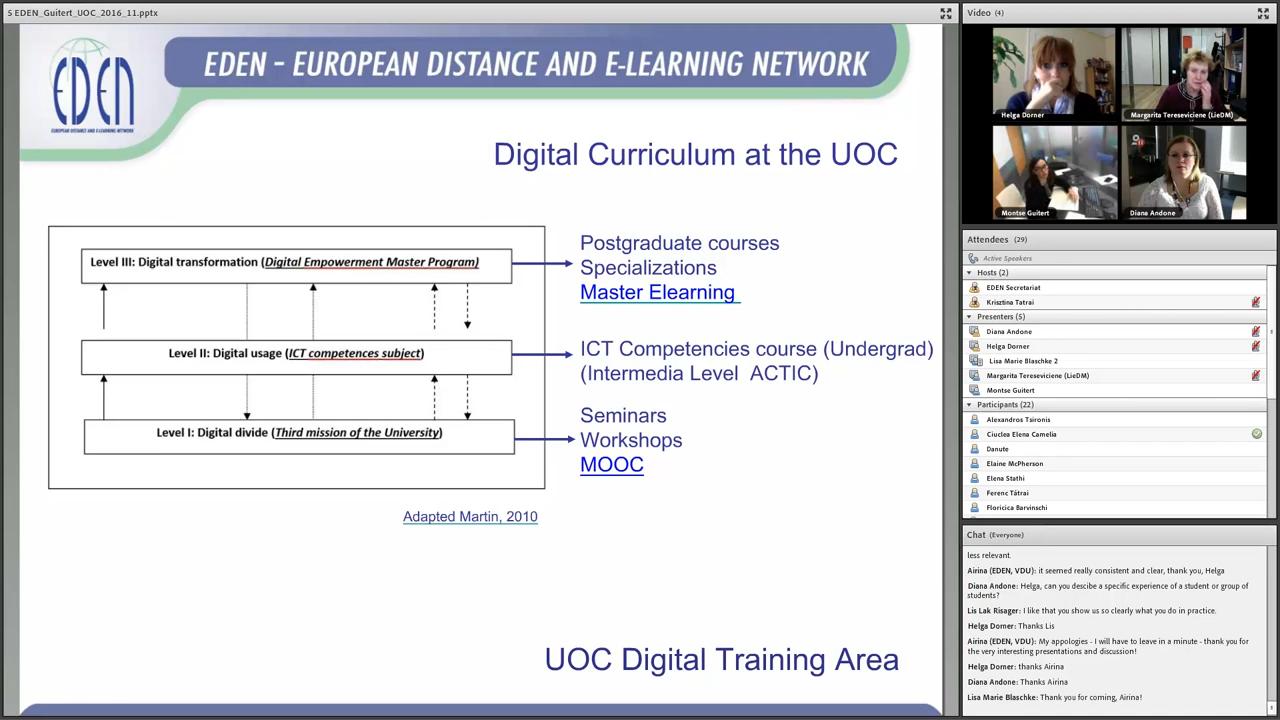 5 EDEN_Guitert_UOC_2016_11.pptx
EDEN
EUROPEAN DISTANCE AND E-LEARNING NETWORK
EDEN - EUROPEAN DISTANCE AND E-LEARNING NETWORK
Digital Curriculum at the UOC
Level III: Digital transformation (Digital Empowerment Master Program)
Postgraduate courses
Specializations
Master Elearning
Level II: Digital usage (ICT competences subject)
ICT Competencies course (Undergrad)
(Intermedia Level ACTIC)
Level I: Digital divide (Third mission of the University)
Seminars
Workshops
MOOC
Adapted Martin, 2010
UOC Digital Training Area
Video (4)
Helga Dorner
Margarita Tereseviciene (LieDM)
Montse Guitert
Diana Andone
Attendees (29)
Active Speakers
Hosts (2)
EDEN Secretariat
Krisztina Tatrai
Presenters (5)
Diana Andone
Helga Dorner
Lisa Marie Blaschke 2
Margarita Tereseviciene (LieDM)
Montse Guitert
Participants (22)
Alexandros Tsironis
Ciuclea Elena Camelia
Danute
Elaine McPherson
Elena Stathi
Ferenc Tátrai
Floricica Barvinschi
Chat (Everyone)
less relevant.
Airina (EDEN, VDU): it seemed really consistent and clear, thank you, Helga
Diana Andone: Helga, can you descibe a specific experience of a student or group of
students?
Lis Lak Risager: I like that you show us so clearly what you do in practice.
Helga Dorner: Thanks Lis
Airina (EDEN, VDU): My appologies - I will have to leave in a minute - thank you for
the very interesting presentations and discussion!
Helga Dorner: thanks Airina
Diana Andone: Thanks Airina
Lisa Marie Blaschke: Thank you for coming, Airina!